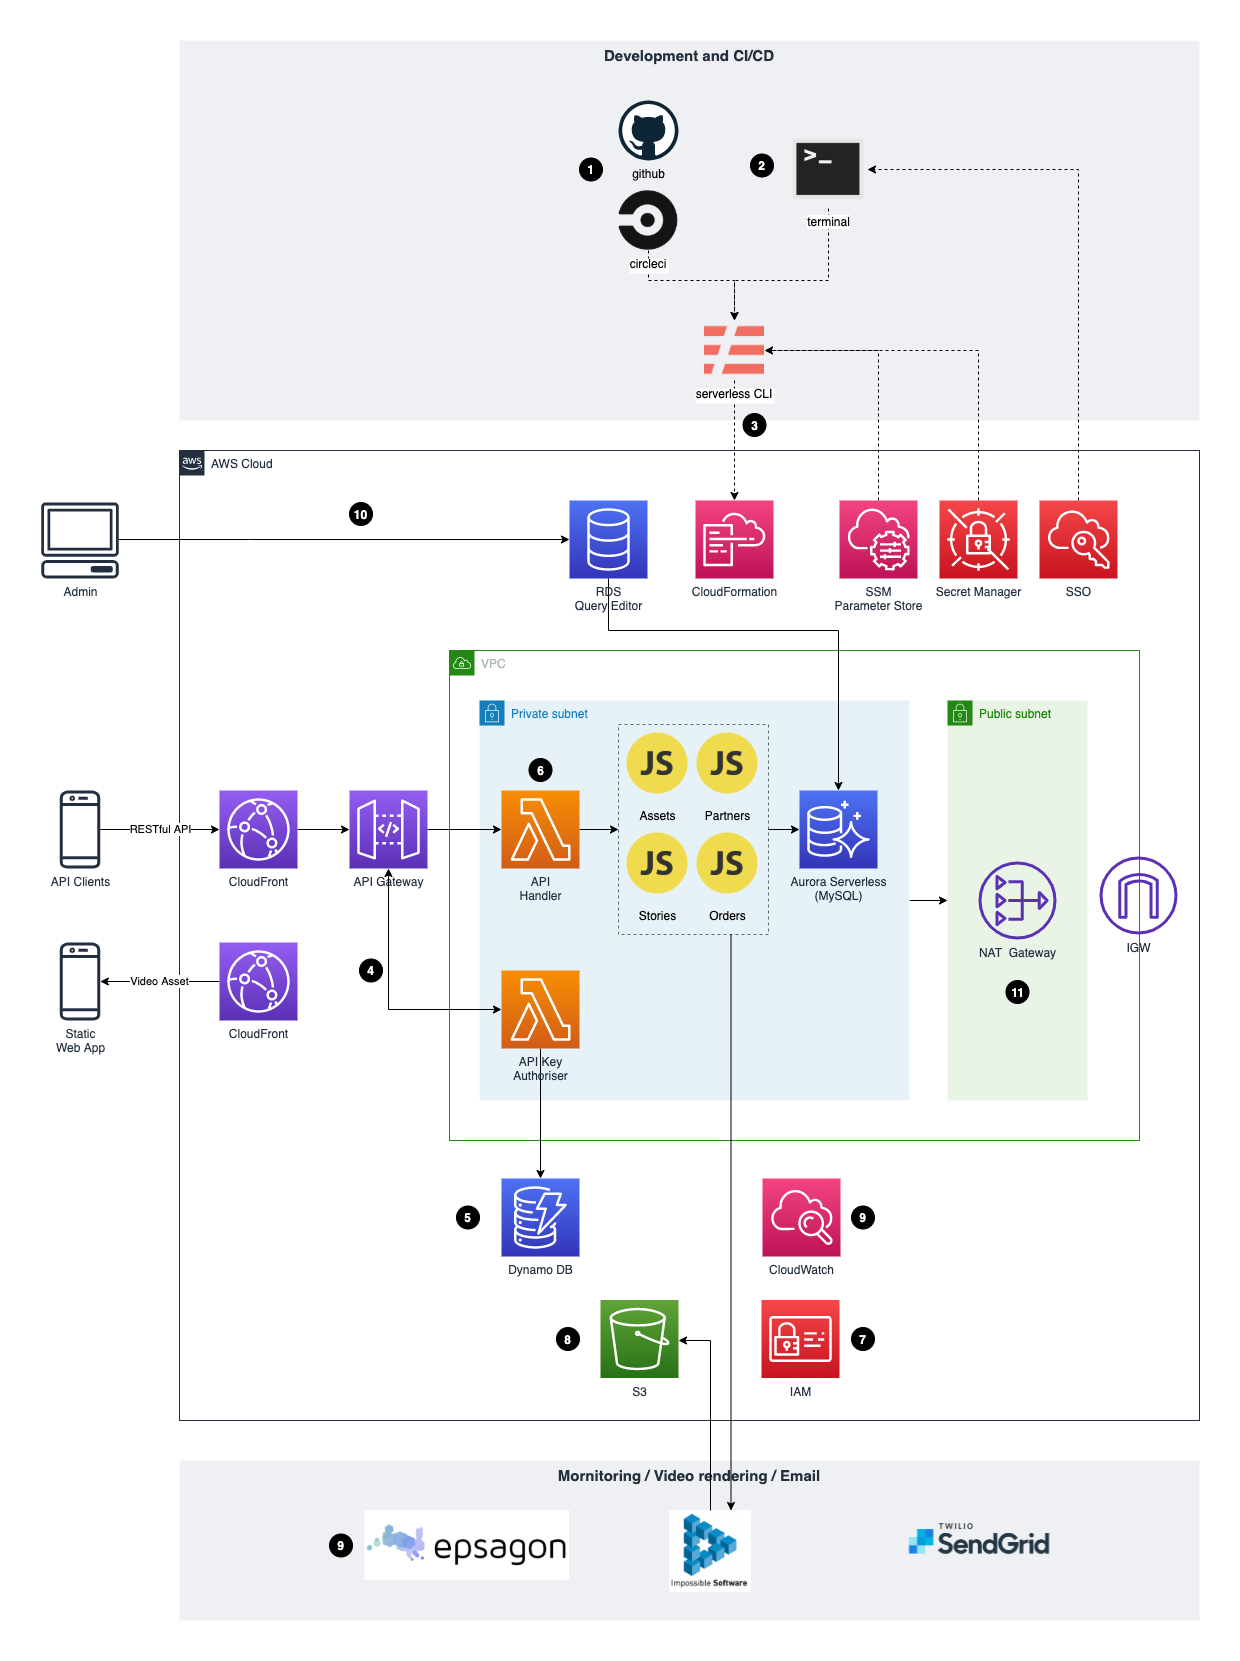 Development and CI/CD
1
github
2
>_
terminal
circleci
serverless CLI
3
aws
AWS Cloud
10
Admin
RDS
Query Editor
CloudFormation
SSM
Parameter Store
Secret Manager
SSO
VPC
Private subnet
Public subnet
6
JS
JS
Assets
Partners
RESTful API
</>
API Clients
CloudFront
API Gateway
API
Handler
JS
JS
Stories
Orders
Aurora Serverless
(MySQL)
NAT Gateway
IGW
11
4
Video Asset
Static
Web App
CloudFront
API Key
Authoriser
5
Dynamo DB
9
CloudWatch
8
S3
7
IAM
Mornitoring / Video rendering / Email
9
epsagon
Impossible Software
TWILIO
SendGrid